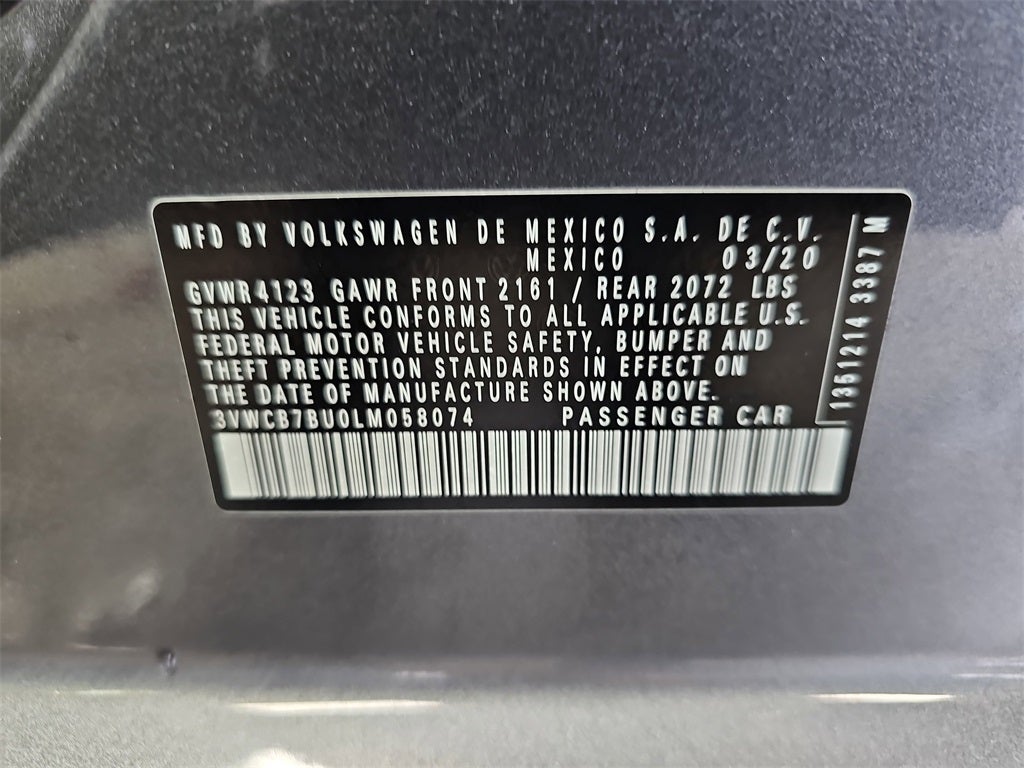 MFD BY VOLKSWAGEN DE MEXICO S.A. DE C.V.
MEXICO 03/20
GVWR4123 GAWR FRONT 2161 / REAR 2072 LBS
THIS VEHICLE CONFORMS TO ALL APPLICABLE U.S.
FEDERAL MOTOR VEHICLE SAFETY, BUMPER AND
THEFT PREVENTION STANDARDS IN EFFECT ON
THE DATE OF MANUFACTURE SHOWN ABOVE.
3VWCB7BU0LM058074 PASSENGER CAR
1351214 3387 M